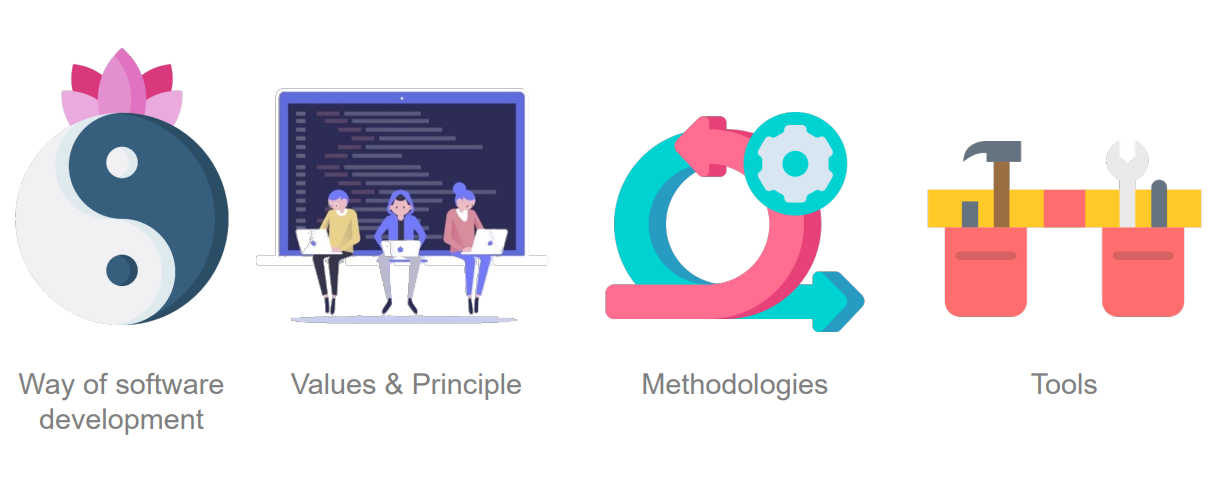 Way of software
development
Values & Principle
Methodologies
Tools